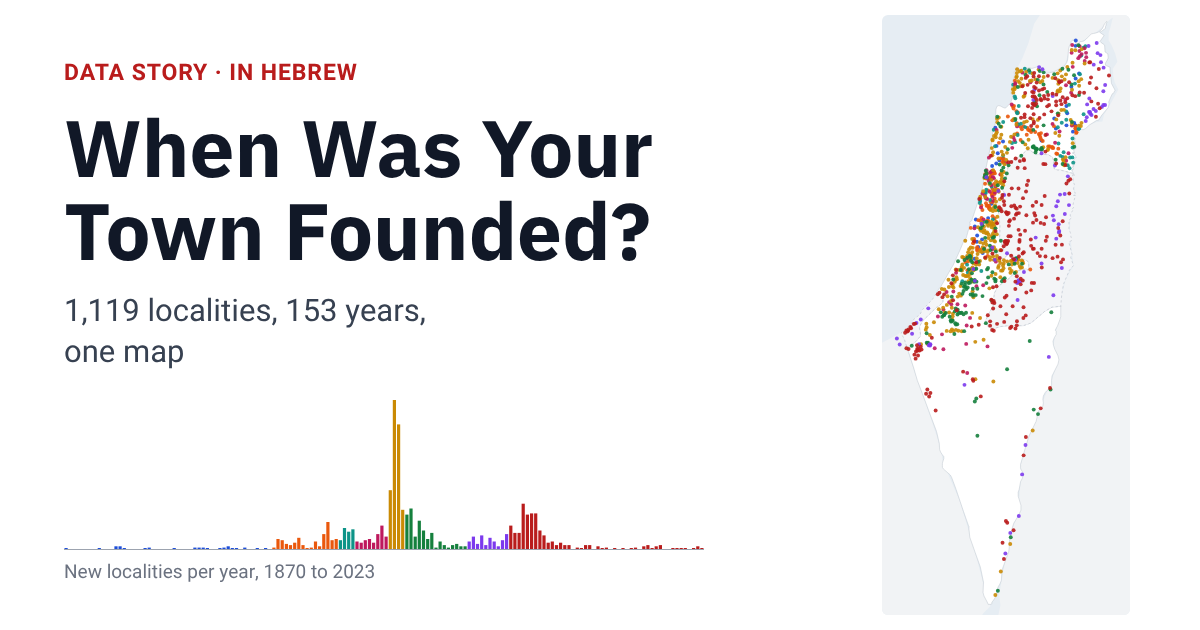 DATA STORY · IN HEBREW
When Was Your
Town Founded?
1,119 localities, 153 years,
one map
New localities per year, 1870 to 2023